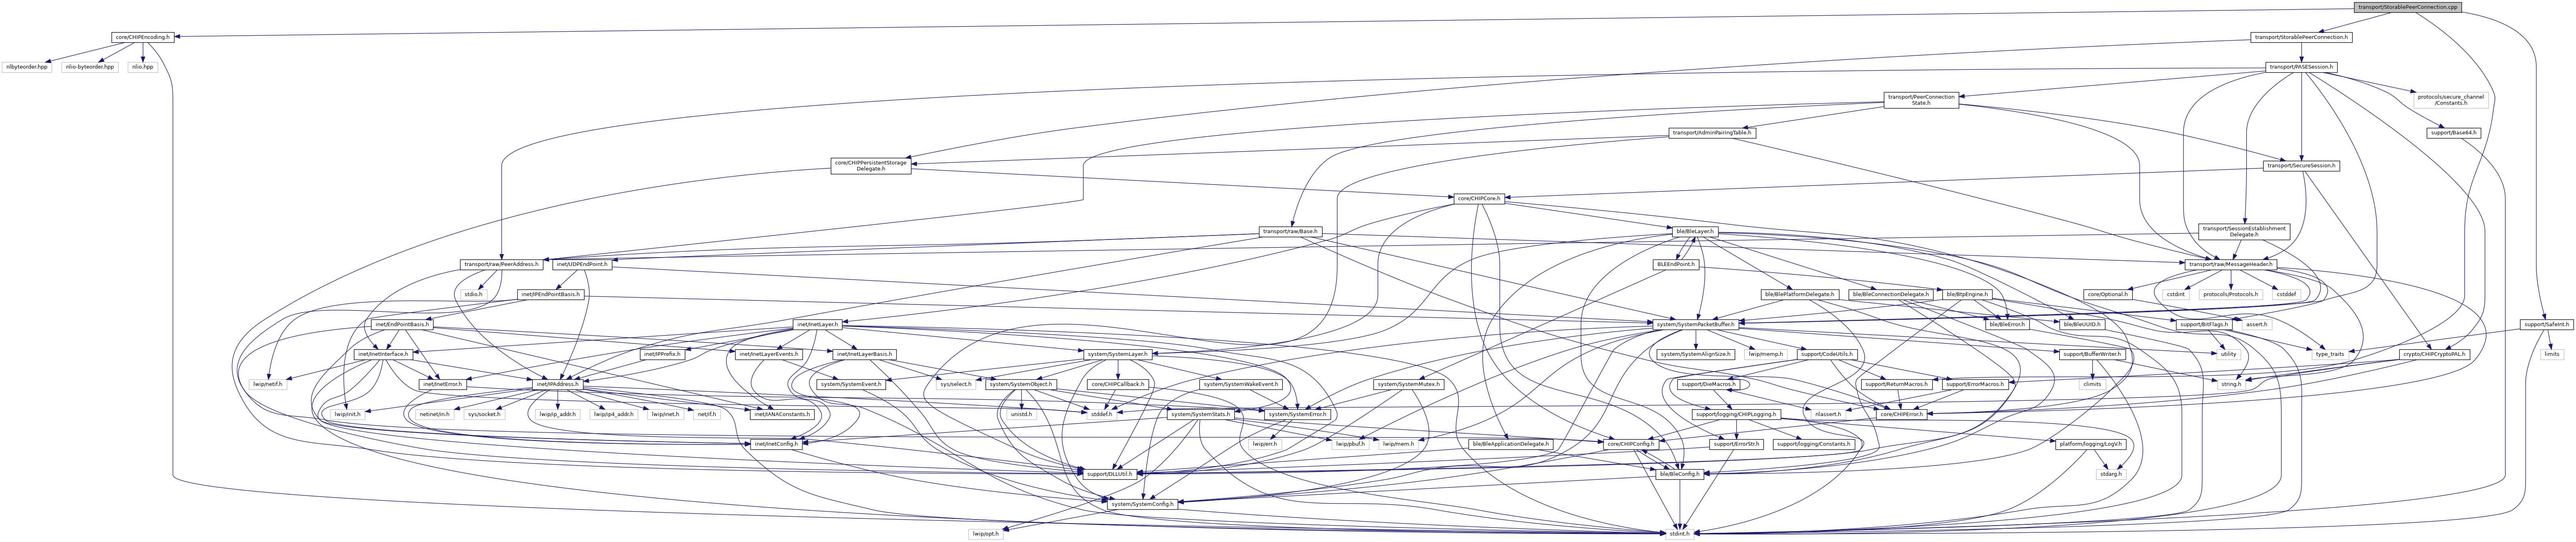 transport/StorablePeerConnection.cpp
core/CHIPEncoding.h
transport/StorablePeerConnection.h
nlbyteorder.hpp
nlio-byteorder.hpp
nlio.hpp
transport/PASESession.h
transport/PeerConnection
State.h
protocols/secure_channel
/Constants.h
transport/AdminPairingTable.h
support/Base64.h
core/CHIPPersistentStorage
Delegate.h
transport/SecureSession.h
core/CHIPCore.h
transport/raw/Base.h
ble/BleLayer.h
transport/SessionEstablishment
Delegate.h
transport/raw/PeerAddress.h
inet/UDPEndPoint.h
BLEEndPoint.h
transport/raw/MessageHeader.h
stdio.h
inet/IPEndPointBasis.h
ble/BlePlatformDelegate.h
ble/BleConnectionDelegate.h
ble/BtpEngine.h
core/Optional.h
cstdint
protocols/Protocols.h
cstddef
inet/EndPointBasis.h
inet/InetLayer.h
system/SystemPacketBuffer.h
ble/BleError.h
ble/BleUUID.h
support/BitFlags.h
assert.h
support/SafeInt.h
inet/InetInterface.h
inet/IPPrefix.h
inet/InetLayerEvents.h
inet/InetLayerBasis.h
system/SystemLayer.h
system/SystemAlignSize.h
lwip/memp.h
support/CodeUtils.h
support/BufferWriter.h
utility
type_traits
crypto/CHIPCryptoPAL.h
limits
lwip/netif.h
inet/InetError.h
inet/IPAddress.h
system/SystemEvent.h
sys/select.h
system/SystemObject.h
core/CHIPCallback.h
system/SystemWakeEvent.h
system/SystemMutex.h
support/DieMacros.h
support/ReturnMacros.h
support/ErrorMacros.h
climits
string.h
lwip/init.h
netinet/in.h
sys/socket.h
lwip/ip_addr.h
lwip/ip4_addr.h
lwip/inet.h
net/if.h
inet/IANAConstants.h
unistd.h
stddef.h
system/SystemStats.h
system/SystemError.h
support/logging/CHIPLogging.h
nlassert.h
core/CHIPError.h
inet/InetConfig.h
lwip/err.h
lwip/pbuf.h
lwip/mem.h
ble/BleApplicationDelegate.h
core/CHIPConfig.h
support/ErrorStr.h
support/logging/Constants.h
platform/logging/LogV.h
support/DLLUtil.h
ble/BleConfig.h
stdarg.h
system/SystemConfig.h
lwip/opt.h
stdint.h